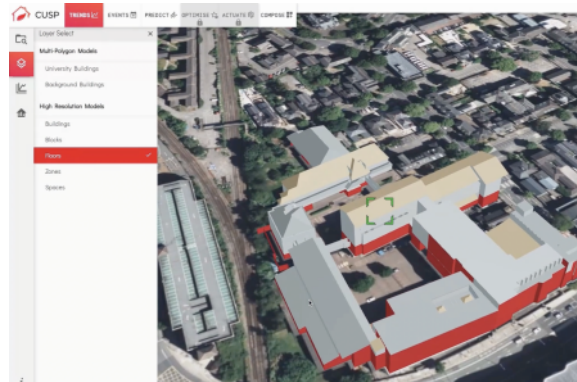 CUSP TRENDS EVENTS PREDICT OPTIMISE ACTUATE COMPOSE
Layer Select
Multi-Polygon Models
University Buildings
Background Buildings
High Resolution Models
Buildings
Blocks
Floors
Zones
Spaces